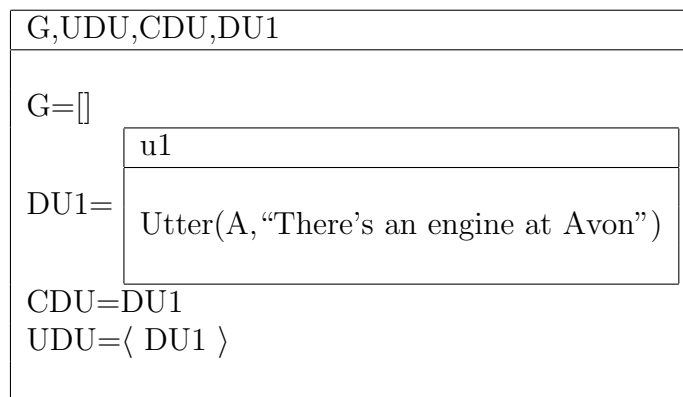 G,UDU,CDU,DU1
G=[]
u1
DU1=
Utter(A,“There’s an engine at Avon”)
CDU=DU1
UDU=⟨ DU1 ⟩